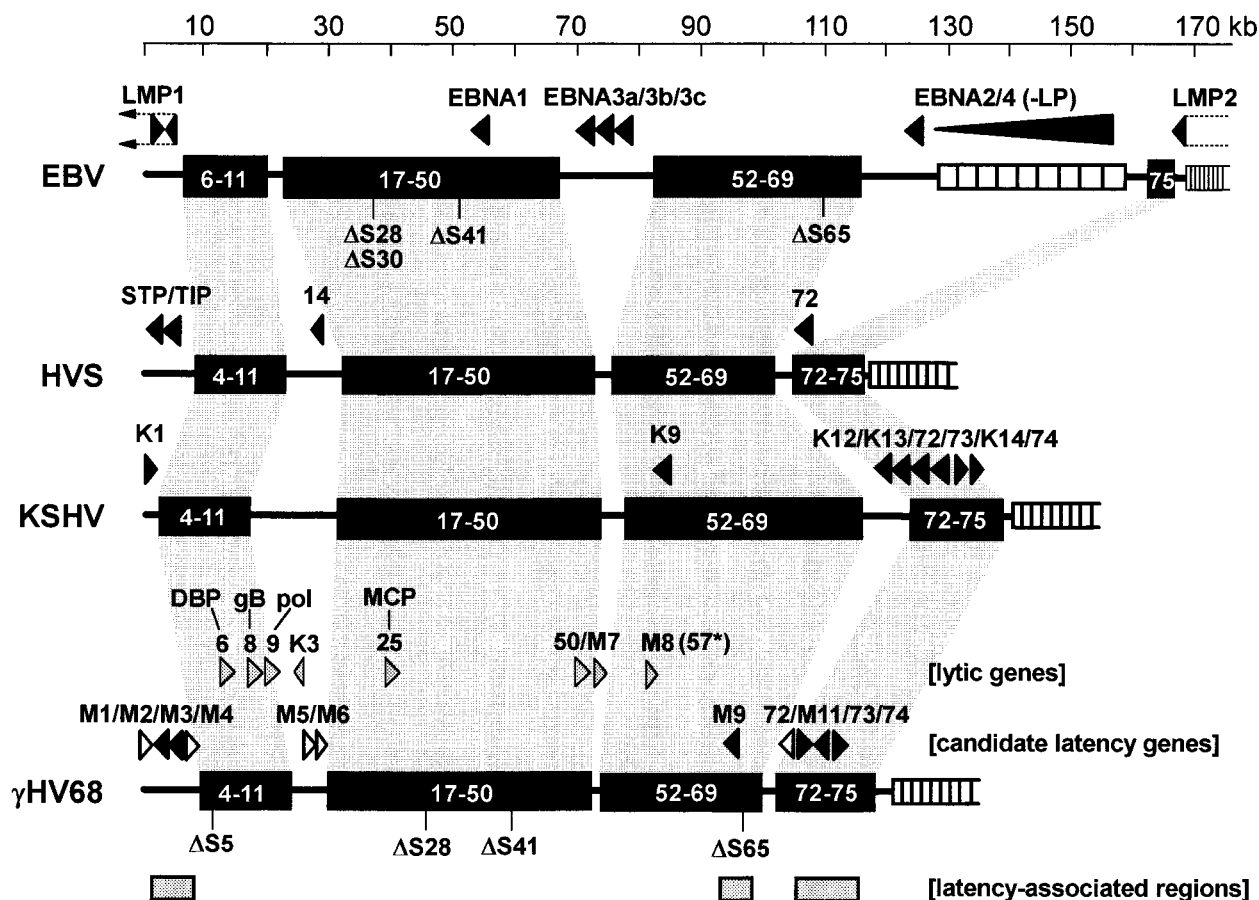 10 30 50 70 90 110 130 150 170 kb
LMP1 EBNA1 EBNA3a/3b/3c EBNA2/4 (-LP) LMP2
EBV 6-11 17-50 52-69 75
ΔS28 ΔS41 ΔS65
ΔS30
STP/TIP 14 72
HVS 4-11 17-50 52-69 72-75
K1 K9 K12/K13/72/73/K14/74
KSHV 4-11 17-50 52-69 72-75
DBP gB pol MCP
6 8 9 K3 25 50/M7 M8 (57*) [lytic genes]
M1/M2/M3/M4 M5/M6 M9 72/M11/73/74 [candidate latency genes]
γHV68 4-11 17-50 52-69 72-75
ΔS5 ΔS28 ΔS41 ΔS65
[latency-associated regions]